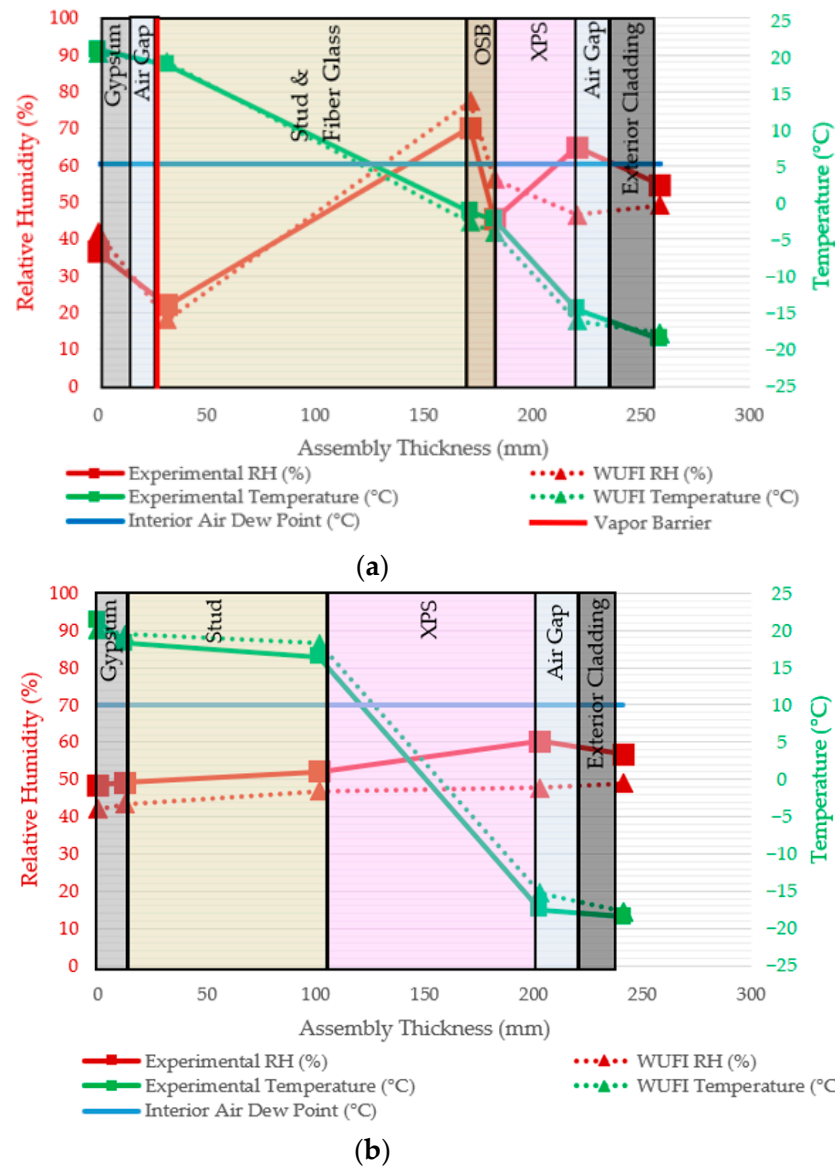 100
90
80
70
60
50
40
30
20
10
0
Relative Humidity (%)
Gypsum
Air Gap
Stud &
Fiber Glass
OSB
XPS
Air Gap
Exterior Cladding
25
20
15
10
5
0
−5
−10
−15
−20
−25
Temperature (°C)
0 50 100 150 200 250 300
Assembly Thickness (mm)
Experimental RH (%) WUFI RH (%)
Experimental Temperature (°C) WUFI Temperature (°C)
Interior Air Dew Point (°C) Vapor Barrier
(a)
100
90
80
70
60
50
40
30
20
10
0
Relative Humidity (%)
Gypsum
Stud
XPS
Air Gap
Exterior Cladding
25
20
15
10
5
0
−5
−10
−15
−20
−25
Temperature (°C)
0 50 100 150 200 250 300
Assembly Thickness (mm)
Experimental RH (%) WUFI RH (%)
Experimental Temperature (°C) WUFI Temperature (°C
Interior Air Dew Point (°C)
(b)